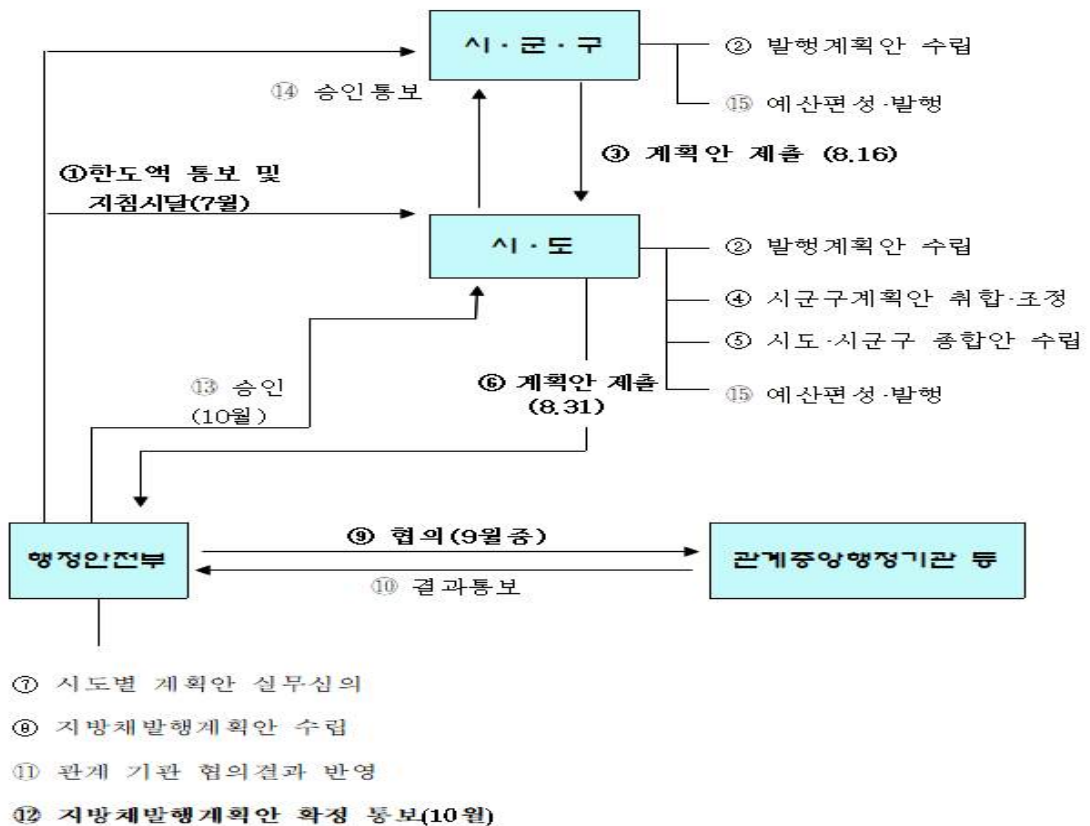 시·군·구
② 발행계획안 수립
⑭ 승인통보
⑮ 예산편성·발행
③ 계획안 제출 (8.16)
①한도액 통보 및
지침시달(7월)
시·도
② 발행계획안 수립
④ 시군구계획안 취합·조정
⑤ 시도·시군구 종합안 수립
⑬ 승인
(10월)
⑥ 계획안 제출
(8.31)
⑮ 예산편성·발행
행정안전부
⑨ 협의(9월중)
⑩ 결과통보
관계중앙행정기관 등
⑦ 시도별 계획안 실무심의
⑧ 지방채발행계획안 수립
⑪ 관계 기관 협의결과 반영
⑫ 지방채발행계획안 확정 통보(10월)